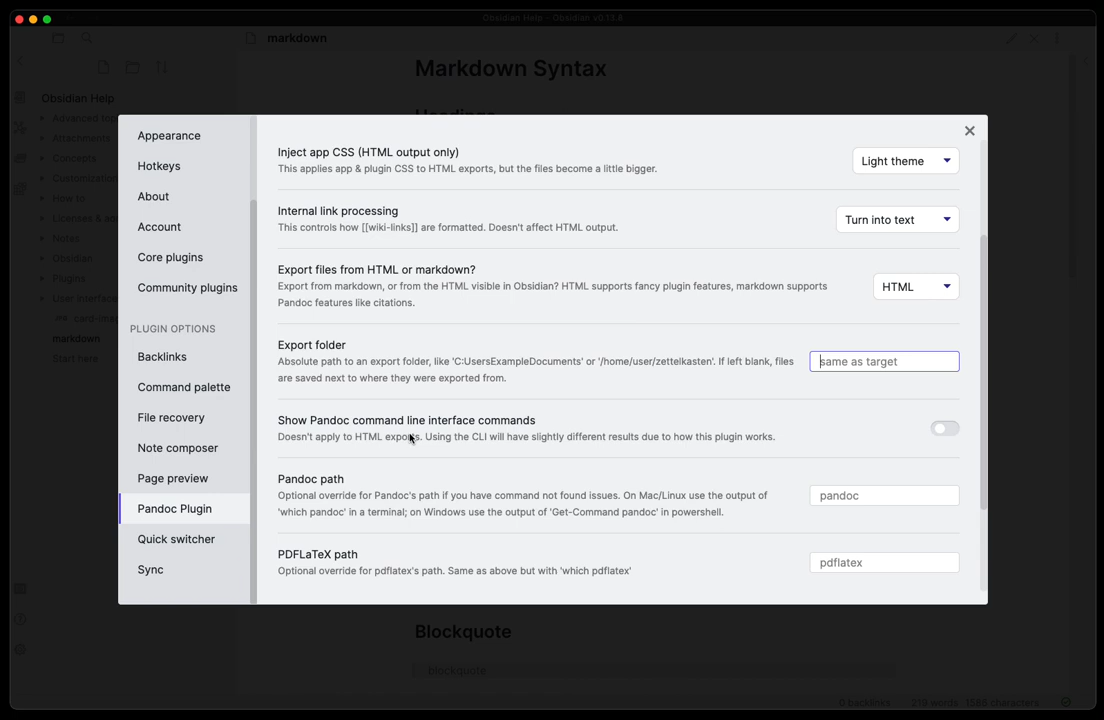 Obsidian Help - Obsidian v0.13.8
markdown
Markdown Syntax
Headings
Obsidian Help
Attachments
Concepts
Customization
How to
Notes
Obsidian
Plugins
User interface
markdown
Start here
Appearance
Hotkeys
About
Account
Core plugins
Community plugins
PLUGIN OPTIONS
Backlinks
Command palette
File recovery
Note composer
Page preview
Pandoc Plugin
Quick switcher
Sync
Inject app CSS (HTML output only)
This applies app & plugin CSS to HTML exports, but the files become a little bigger.
Light theme
Internal link processing
This controls how [[wiki-links]] are formatted. Doesn't affect HTML output.
Turn into text
Export files from HTML or markdown?
Export from markdown, or from the HTML visible in Obsidian? HTML supports fancy plugin features, markdown supports
Pandoc features like citations.
HTML
Export folder
Absolute path to an export folder, like 'C:UsersExampleDocuments' or '/home/user/zettelkasten'. If left blank, files
are saved next to where they were exported from.
same as target
Show Pandoc command line interface commands
Doesn't apply to HTML exports. Using the CLI will have slightly different results due to how this plugin works.
Pandoc path
Optional override for Pandoc's path if you have command not found issues. On Mac/Linux use the output of
'which pandoc' in a terminal; on Windows use the output of 'Get-Command pandoc' in powershell.
pandoc
PDFLaTeX path
Optional override for pdflatex's path. Same as above but with 'which pdflatex'
pdflatex
Blockquote
blockquote
0 backlinks